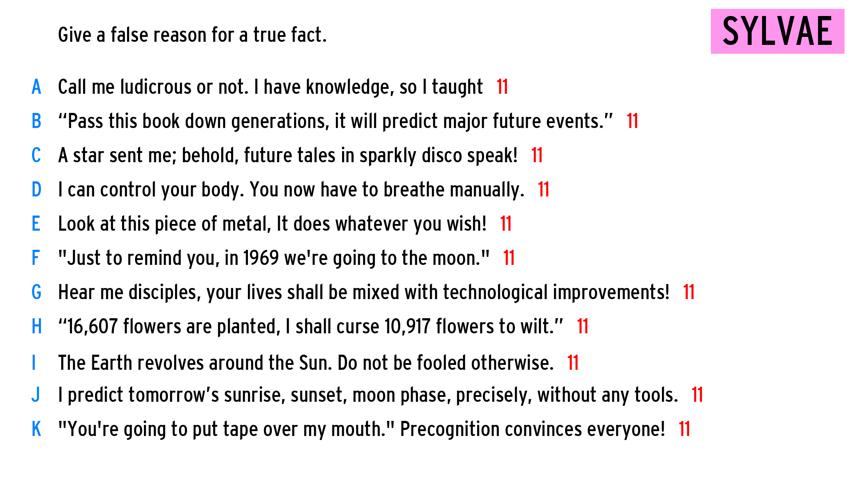 Give a false reason for a true fact.
SYLVAE
A Call me ludicrous or not. I have knowledge, so I taught 11
B “Pass this book down generations, it will predict major future events.” 11
C A star sent me; behold, future tales in sparkly disco speak! 11
D I can control your body. You now have to breathe manually. 11
E Look at this piece of metal, It does whatever you wish! 11
F "Just to remind you, in 1969 we're going to the moon." 11
G Hear me disciples, your lives shall be mixed with technological improvements! 11
H “16,607 flowers are planted, I shall curse 10,917 flowers to wilt.” 11
I The Earth revolves around the Sun. Do not be fooled otherwise. 11
J I predict tomorrow’s sunrise, sunset, moon phase, precisely, without any tools. 11
K "You're going to put tape over my mouth." Precognition convinces everyone! 11